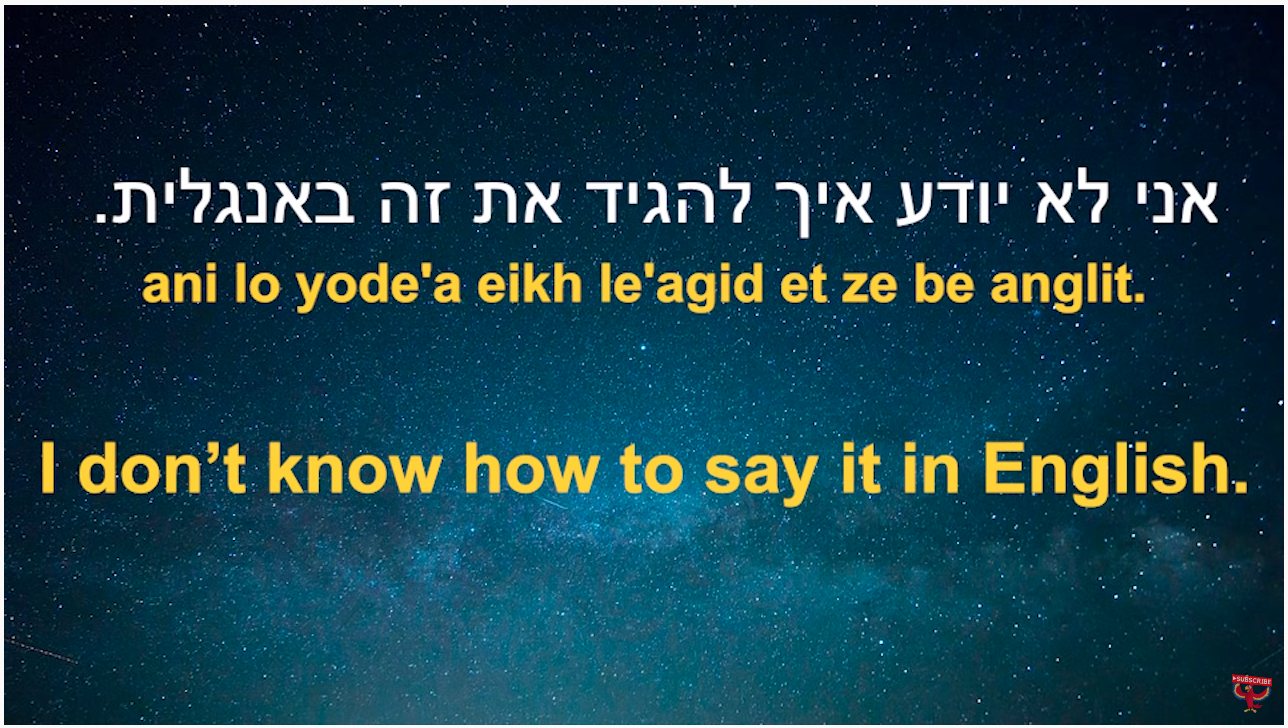 אני לא יודע איך להגיד את זה באנגלית.
ani lo yode'a eikh le'agid et ze be anglit.
I don’t know how to say it in English.
SUBSCRIBE